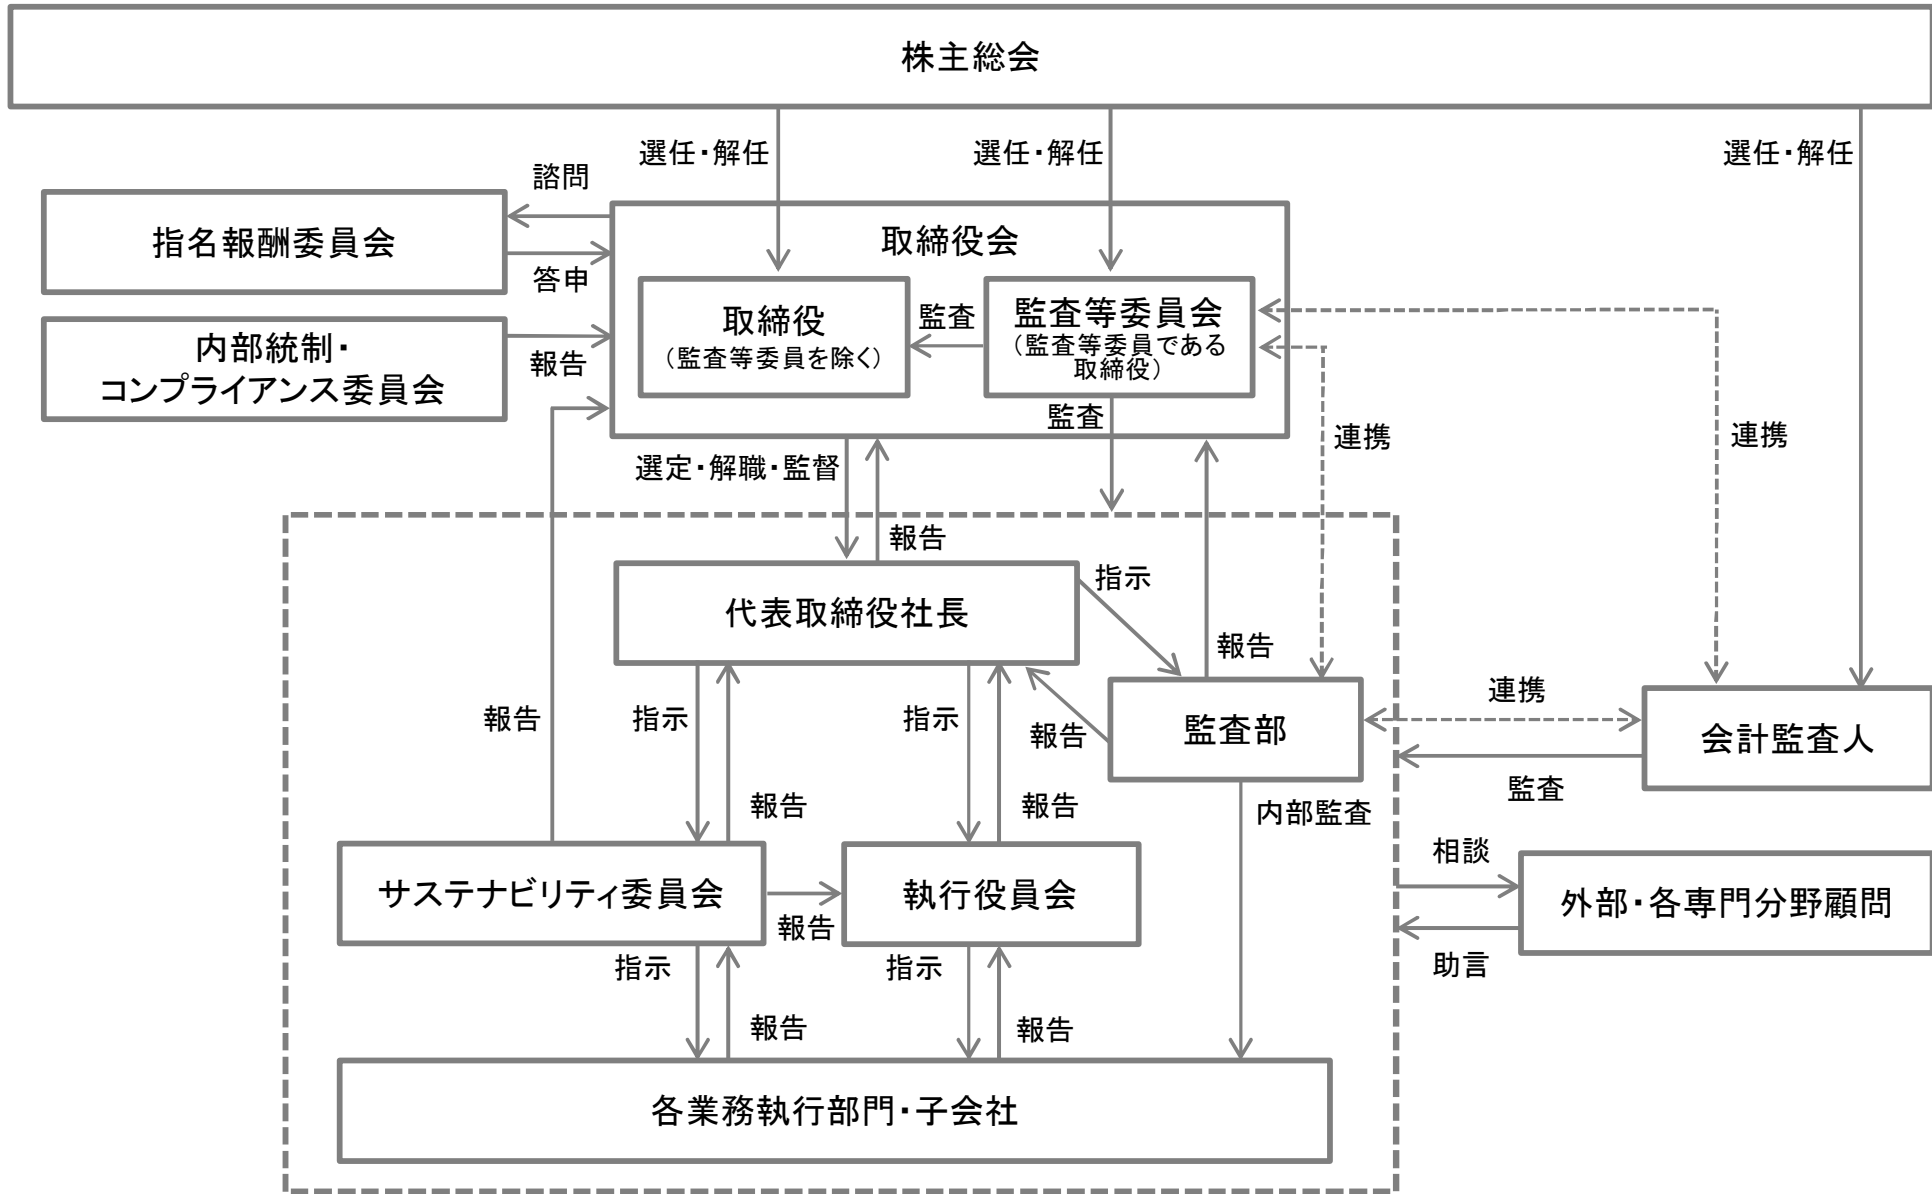 株主総会
選任・解任
選任・解任
選任・解任
諮問
指名報酬委員会
答申
取締役会
取締役
(監査等委員を除く)
監査
監査等委員会
(監査等委員である
取締役)
内部統制・
コンプライアンス委員会
報告
監査
連携
連携
選定・解職・監督
報告
代表取締役社長
指示
報告
報告
指示
指示
報告
監査部
連携
会計監査人
監査
報告
報告
内部監査
相談
サステナビリティ委員会
報告
執行役員会
外部・各専門分野顧問
助言
指示
指示
報告
報告
各業務執行部門・子会社